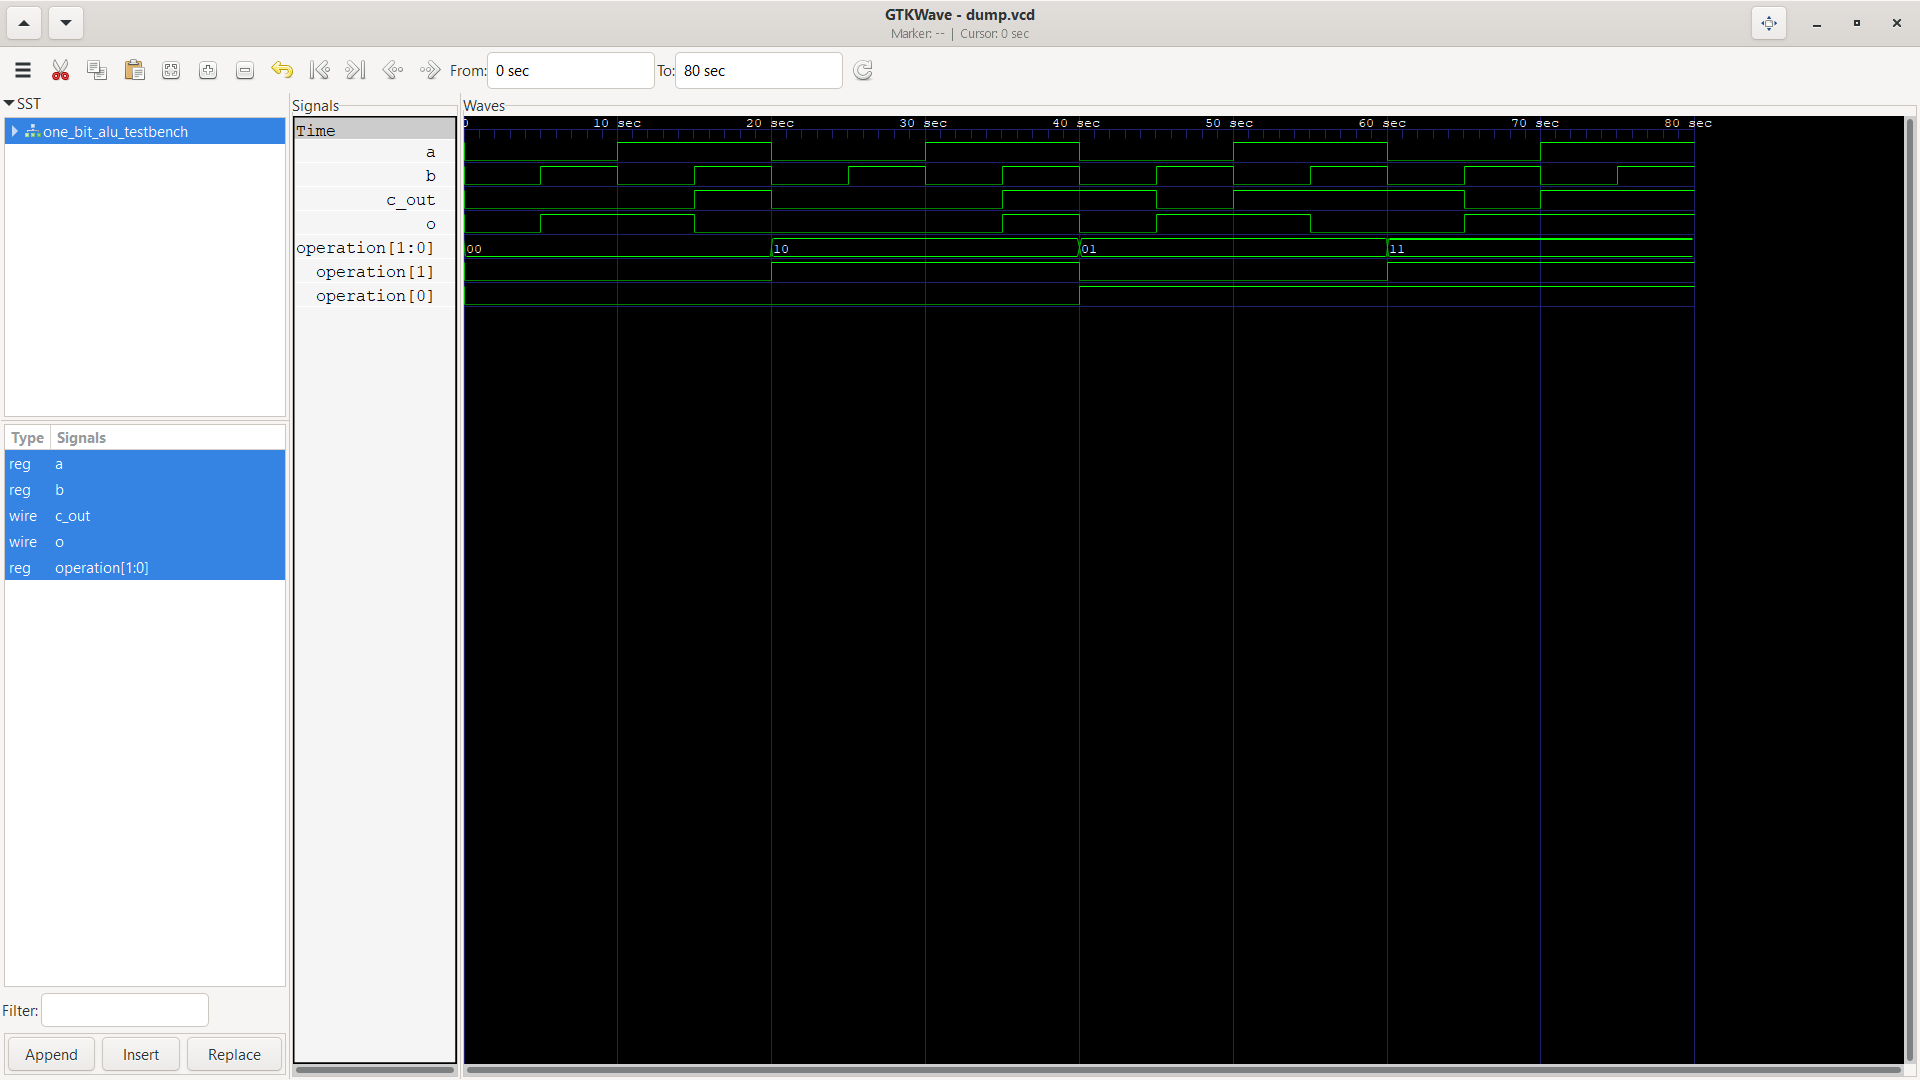 GTKWave - dump.vcd
Marker: -- | Cursor: 0 sec
From: 0 sec To: 80 sec
SST
one_bit_alu_testbench
Type Signals
reg a
reg b
wire c_out
wire o
reg operation[1:0]
Filter:
Append Insert Replace
Signals
Time
a
b
c_out
o
operation[1:0]
operation[1]
operation[0]
Waves
0 10 sec 20 sec 30 sec 40 sec 50 sec 60 sec 70 sec 80 sec
00 10 01 11